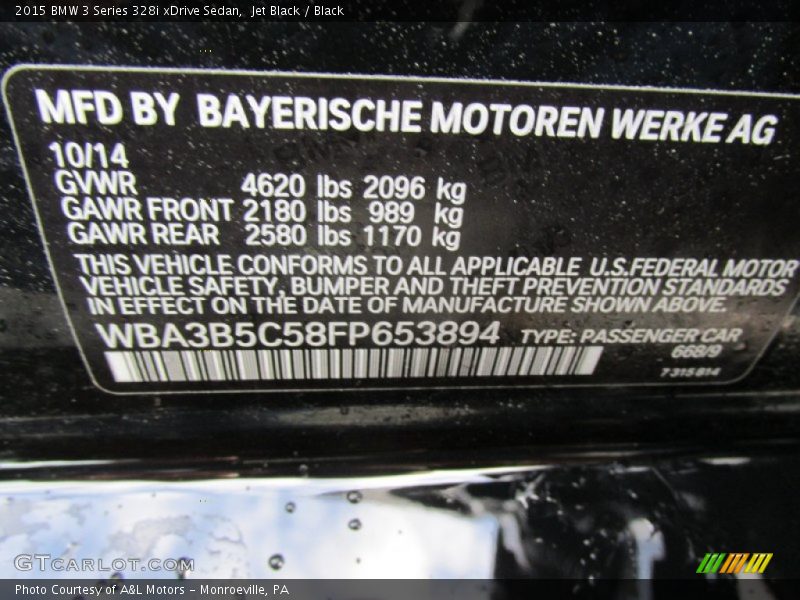 2015 BMW 3 Series 328i xDrive Sedan, Jet Black / Black
MFD BY BAYERISCHE MOTOREN WERKE AG
10/14
GVWR 4620 lbs 2096 kg
GAWR FRONT 2180 lbs 989 kg
GAWR REAR 2580 lbs 1170 kg
THIS VEHICLE CONFORMS TO ALL APPLICABLE U.S.FEDERAL MOTOR
VEHICLE SAFETY, BUMPER AND THEFT PREVENTION STANDARDS
IN EFFECT ON THE DATE OF MANUFACTURE SHOWN ABOVE.
WBA3B5C58FP653894 TYPE: PASSENGER CAR
668/9
7 315 814
GTCARLOT.COM
Photo Courtesy of A&L Motors - Monroeville, PA